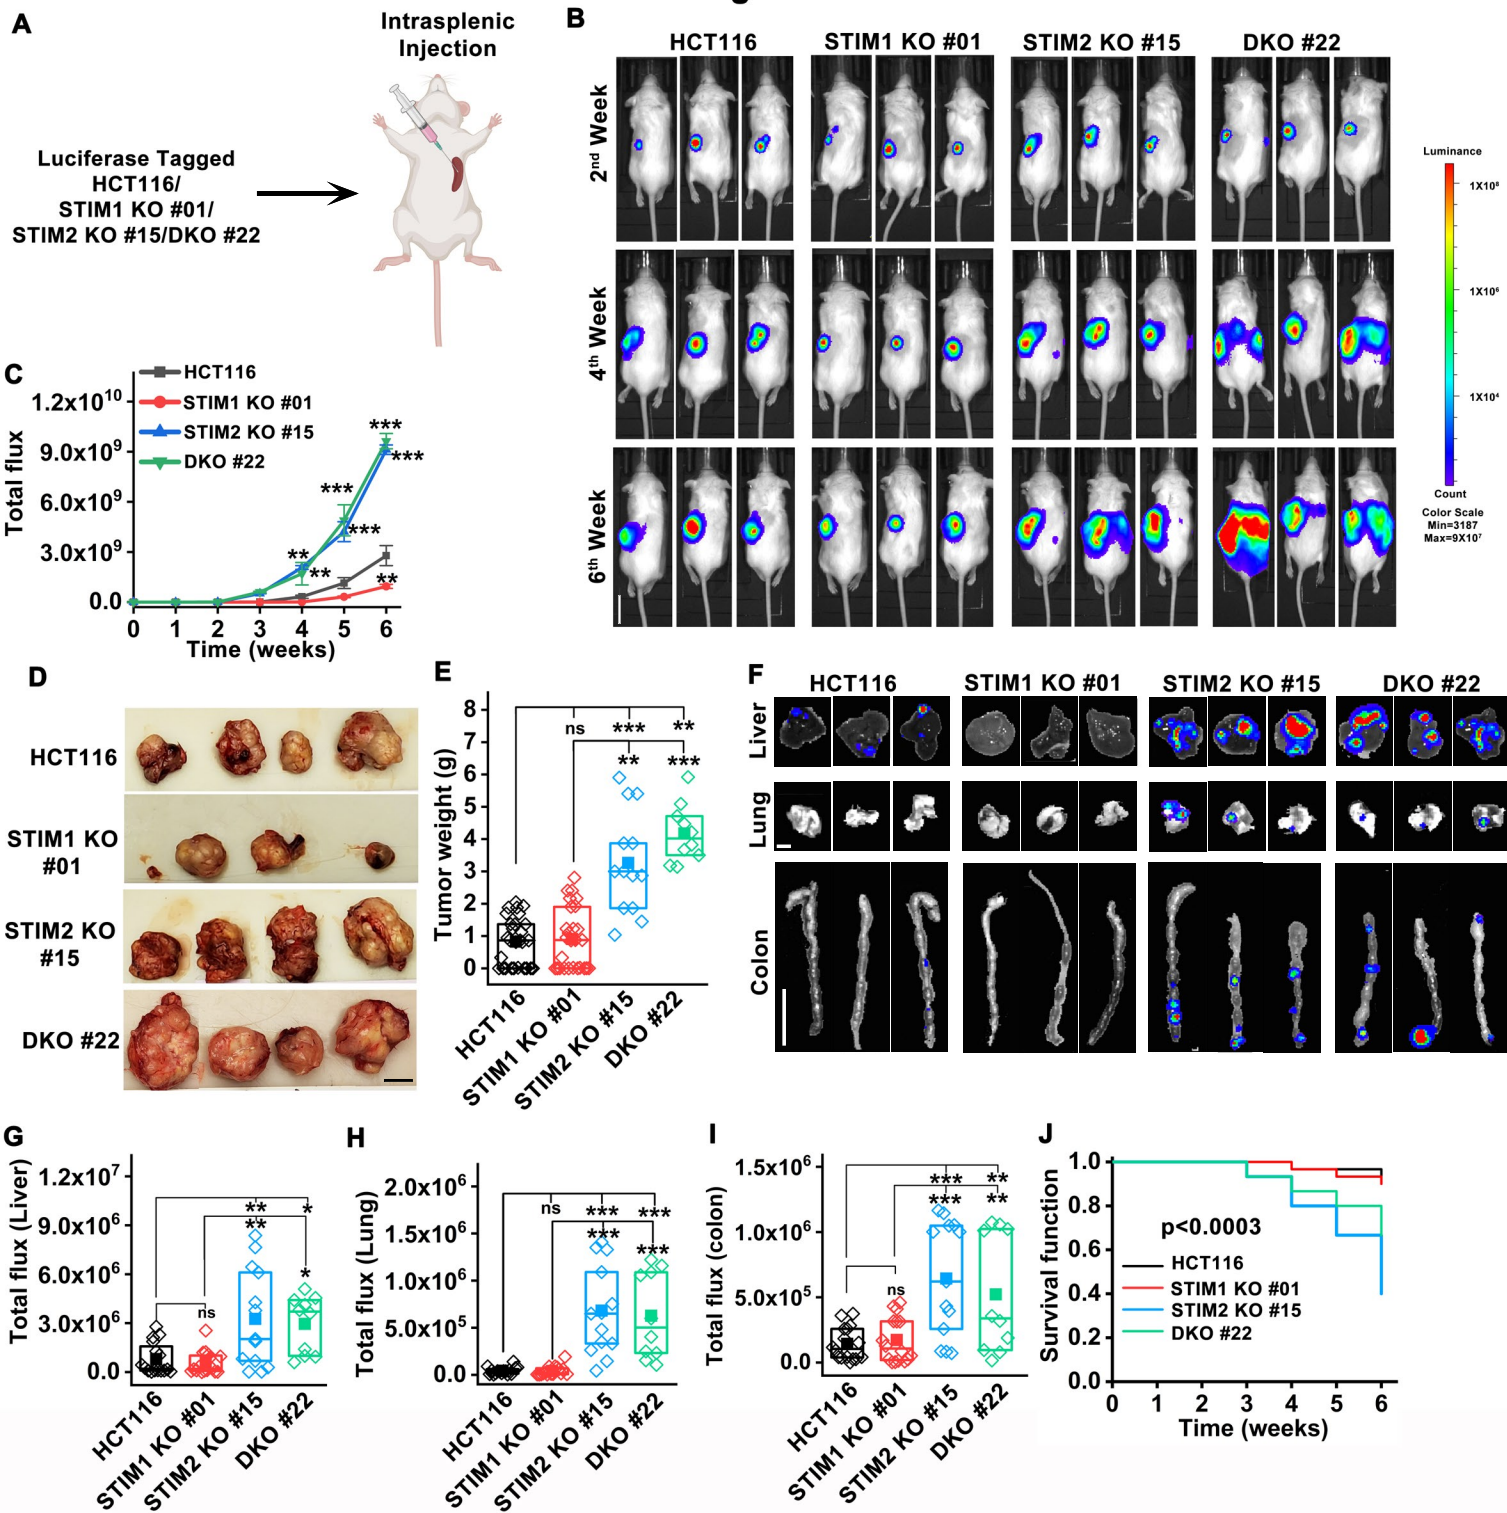 A
Intrasplenic
Injection
Luciferase Tagged
HCT116/
STIM1 KO #01/
STIM2 KO #15/DKO #22
B
HCT116
STIM1 KO #01
STIM2 KO #15
DKO #22
2nd Week
4th Week
6th Week
Luminance
1X10⁸
1X10⁶
1X10⁴
Count
Color Scale
Min=3187
Max=9X10⁷
C
HCT116
STIM1 KO #01
STIM2 KO #15
DKO #22
Total flux
1.2x10¹⁰
9.0x10⁹
6.0x10⁹
3.0x10⁹
0.0
***
***
***
***
**
**
**
0 1 2 3 4 5 6
Time (weeks)
D
HCT116
STIM1 KO
#01
STIM2 KO
#15
DKO #22
E
Tumor weight (g)
8
7
6
5
4
3
2
1
0
ns *** **
** ***
HCT116
STIM1 KO #01
STIM2 KO #15
DKO #22
F
HCT116
STIM1 KO #01
STIM2 KO #15
DKO #22
Liver
Lung
Colon
G
Total flux (Liver)
1.2x10⁷
9.0x10⁶
6.0x10⁶
3.0x10⁶
0.0
** *
**
*
ns
HCT116
STIM1 KO #01
STIM2 KO #15
DKO #22
H
Total flux (Lung)
2.0x10⁶
1.5x10⁶
1.0x10⁶
5.0x10⁵
0.0
ns *** ***
*** ***
HCT116
STIM1 KO #01
STIM2 KO #15
DKO #22
I
Total flux (colon)
1.5x10⁶
1.0x10⁶
5.0x10⁵
0.0
*** **
*** **
ns
HCT116
STIM1 KO #01
STIM2 KO #15
DKO #22
J
Survival function
1.0
0.8
0.6
0.4
0.2
0.0
p<0.0003
HCT116
STIM1 KO #01
STIM2 KO #15
DKO #22
0 1 2 3 4 5 6
Time (weeks)